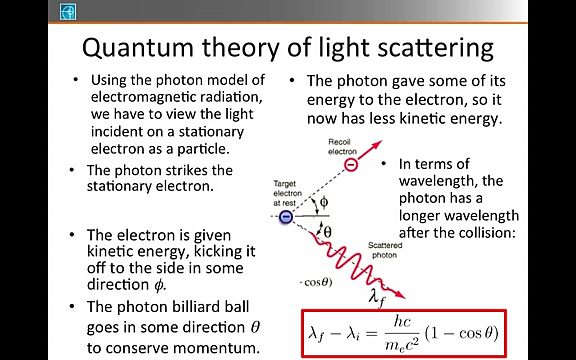 Quantum theory of light scattering
• Using the photon model of
electromagnetic radiation,
we have to view the light
incident on a stationary
electron as a particle.
• The photon strikes the
stationary electron.
• The electron is given
kinetic energy, kicking it
off to the side in some
direction ϕ.
• The photon billiard ball
goes in some direction θ
to conserve momentum.
• The photon gave some of its
energy to the electron, so it
now has less kinetic energy.
Recoil
electron
Target
electron
at rest
ϕ
θ
Scattered
photon
-cosθ)
λf
• In terms of
wavelength, the
photon has a
longer wavelength
after the collision:
λf − λi = hc / mec² (1 − cos θ)